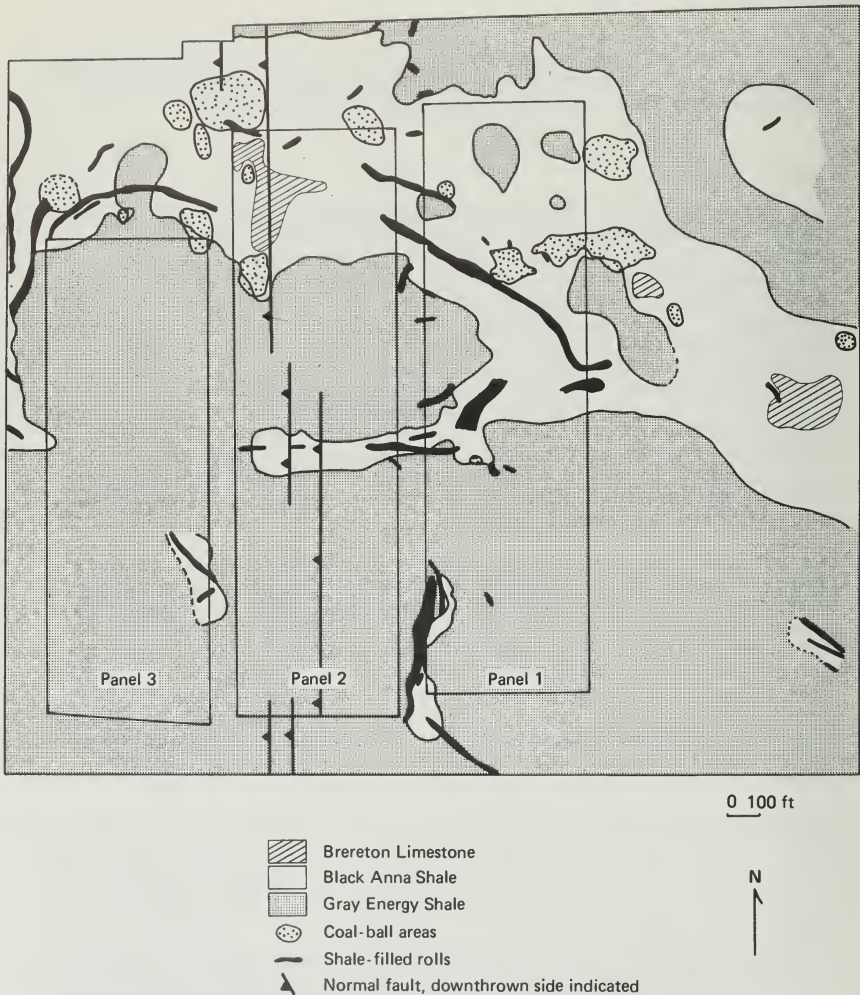 Panel 3
Panel 2
Panel 1
0 100 ft
Brereton Limestone
Black Anna Shale
Gray Energy Shale
Coal-ball areas
Shale-filled rolls
Normal fault, downthrown side indicated
N